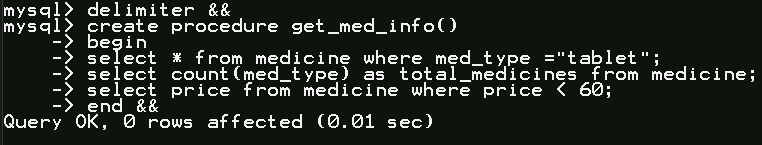 mysql> delimiter &&
mysql> create procedure get_med_info()
    -> begin
    -> select * from medicine where med_type ="tablet";
    -> select count(med_type) as total_medicines from medicine;
    -> select price from medicine where price < 60;
    -> end &&
Query OK, 0 rows affected (0.01 sec)